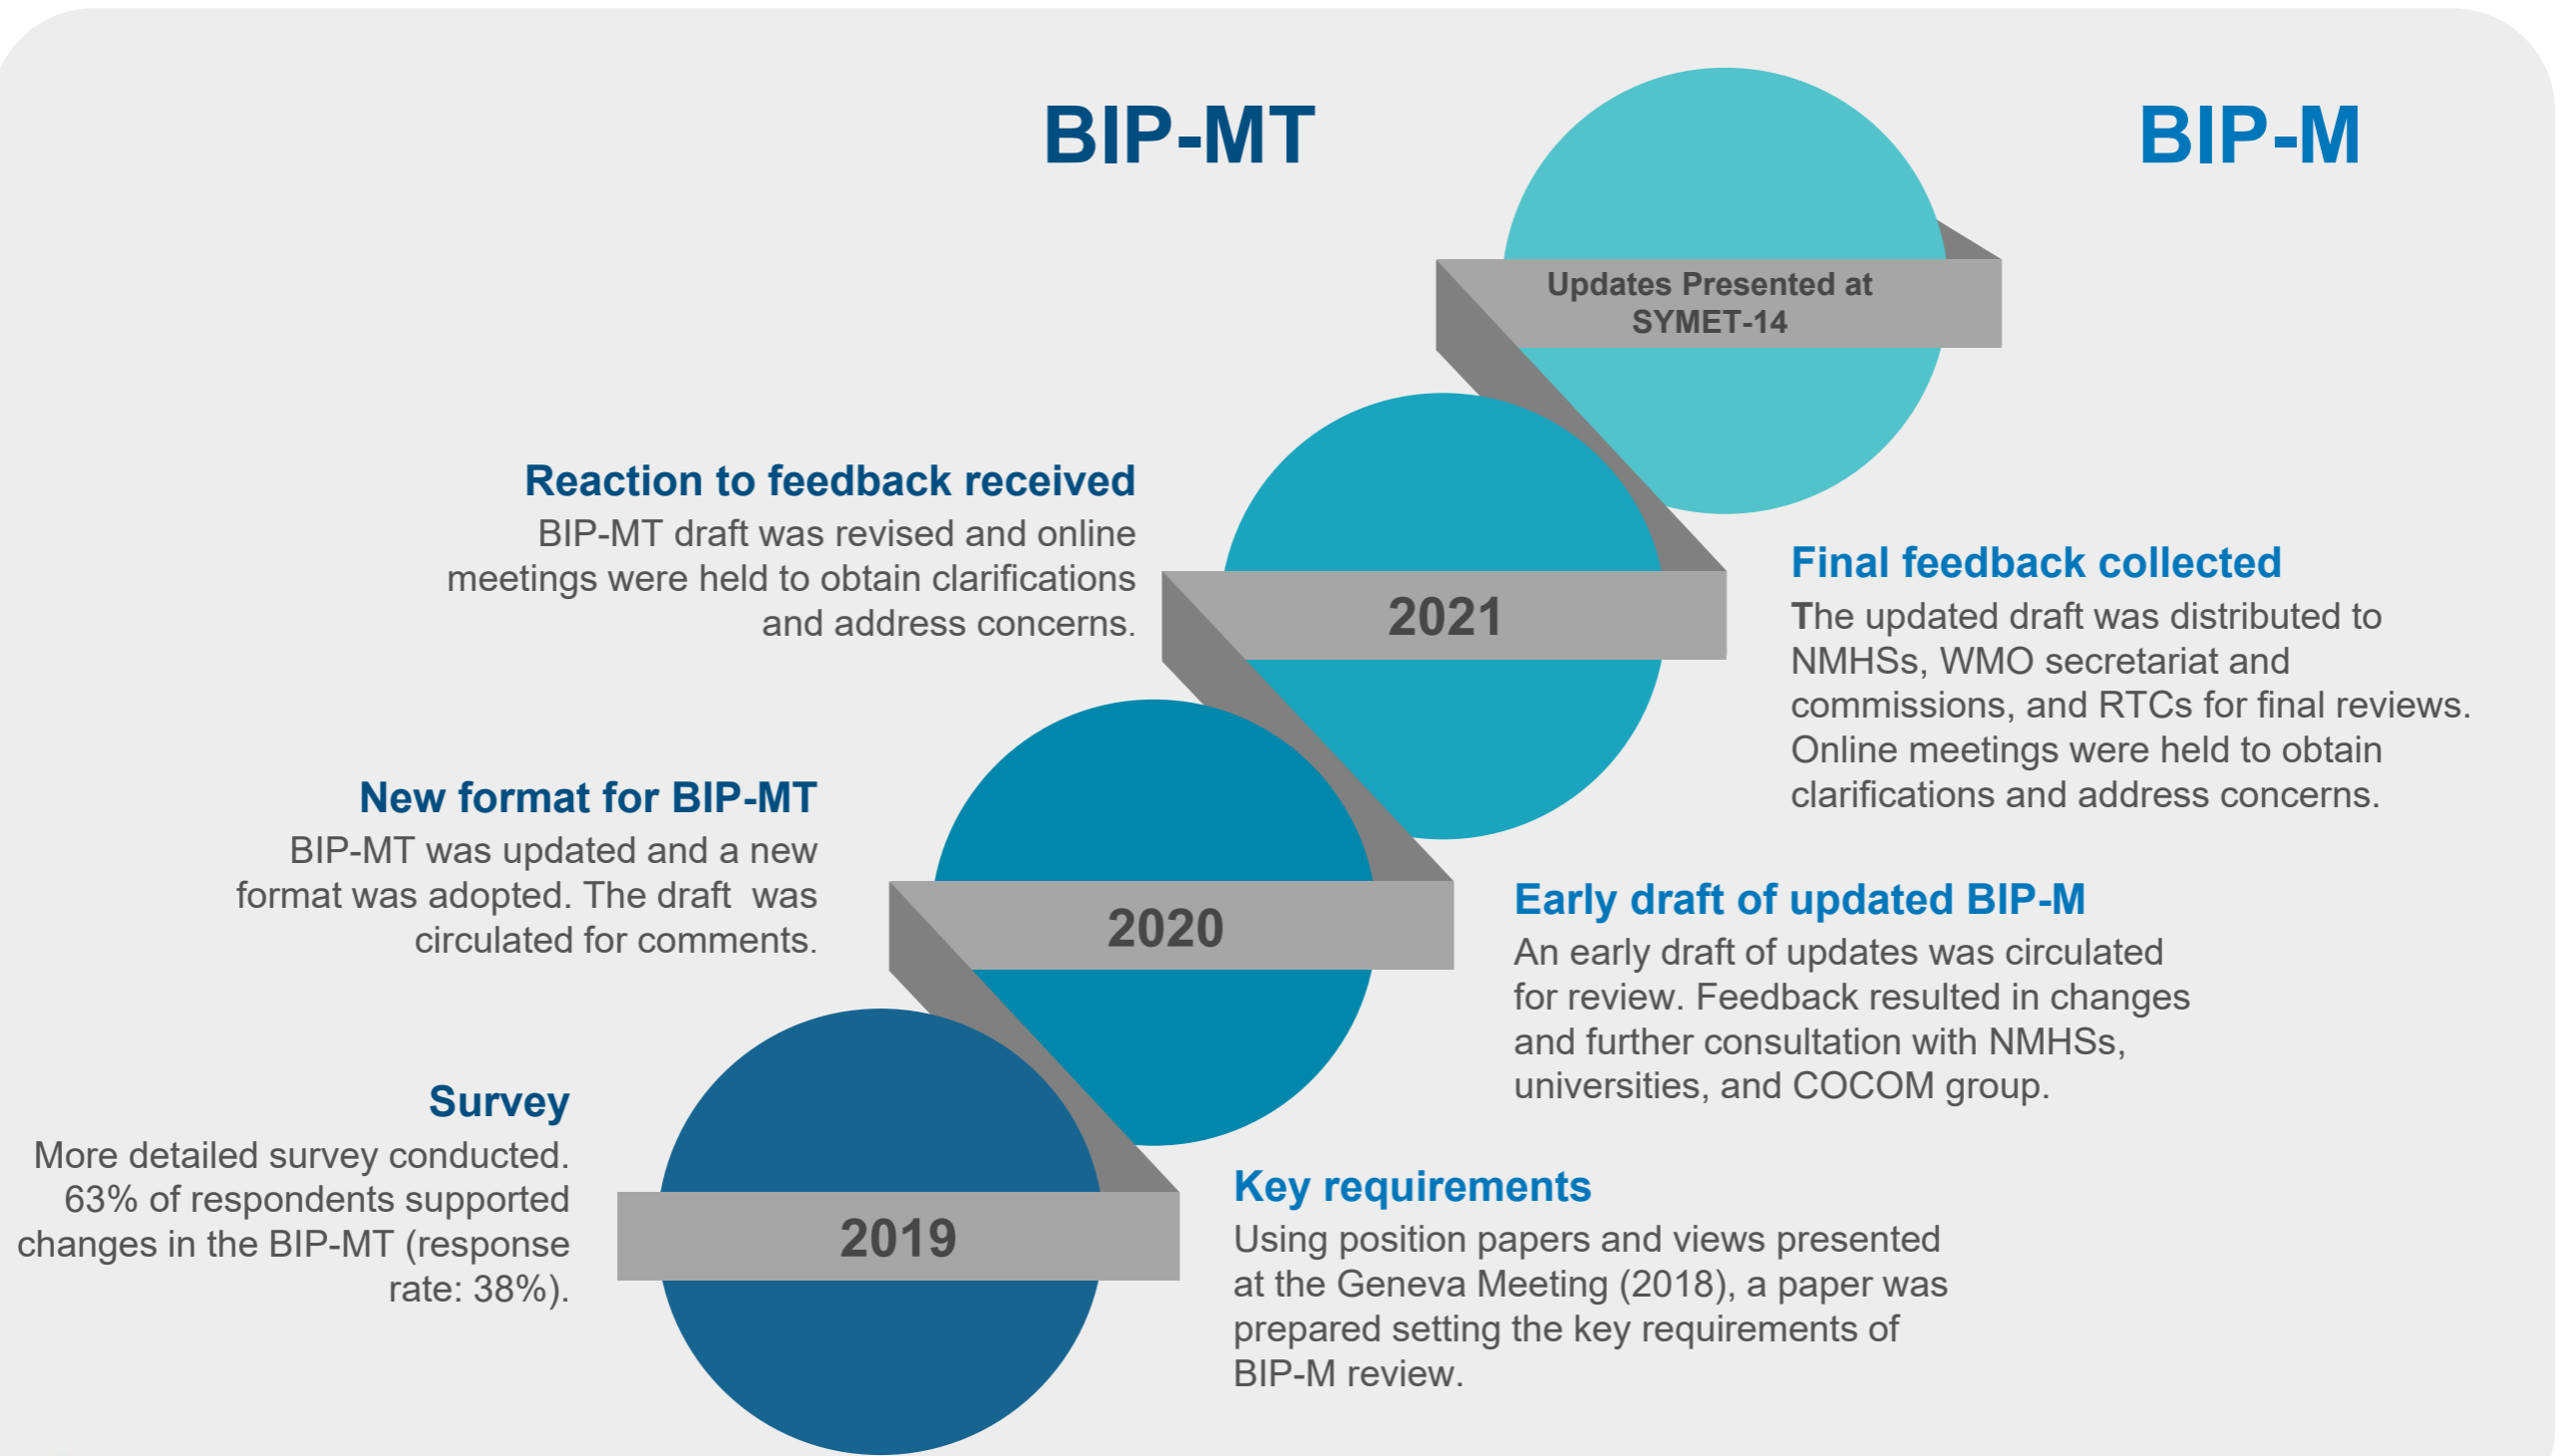 BIP-MT
BIP-M
Updates Presented at
SYMET-14
Reaction to feedback received
BIP-MT draft was revised and online
meetings were held to obtain clarifications
and address concerns.
2021
Final feedback collected
The updated draft was distributed to
NMHSs, WMO secretariat and
commissions, and RTCs for final reviews.
Online meetings were held to obtain
clarifications and address concerns.
New format for BIP-MT
BIP-MT was updated and a new
format was adopted. The draft was
circulated for comments.
2020
Early draft of updated BIP-M
An early draft of updates was circulated
for review. Feedback resulted in changes
and further consultation with NMHSs,
universities, and COCOM group.
Survey
More detailed survey conducted.
63% of respondents supported
changes in the BIP-MT (response
rate: 38%).
2019
Key requirements
Using position papers and views presented
at the Geneva Meeting (2018), a paper was
prepared setting the key requirements of
BIP-M review.